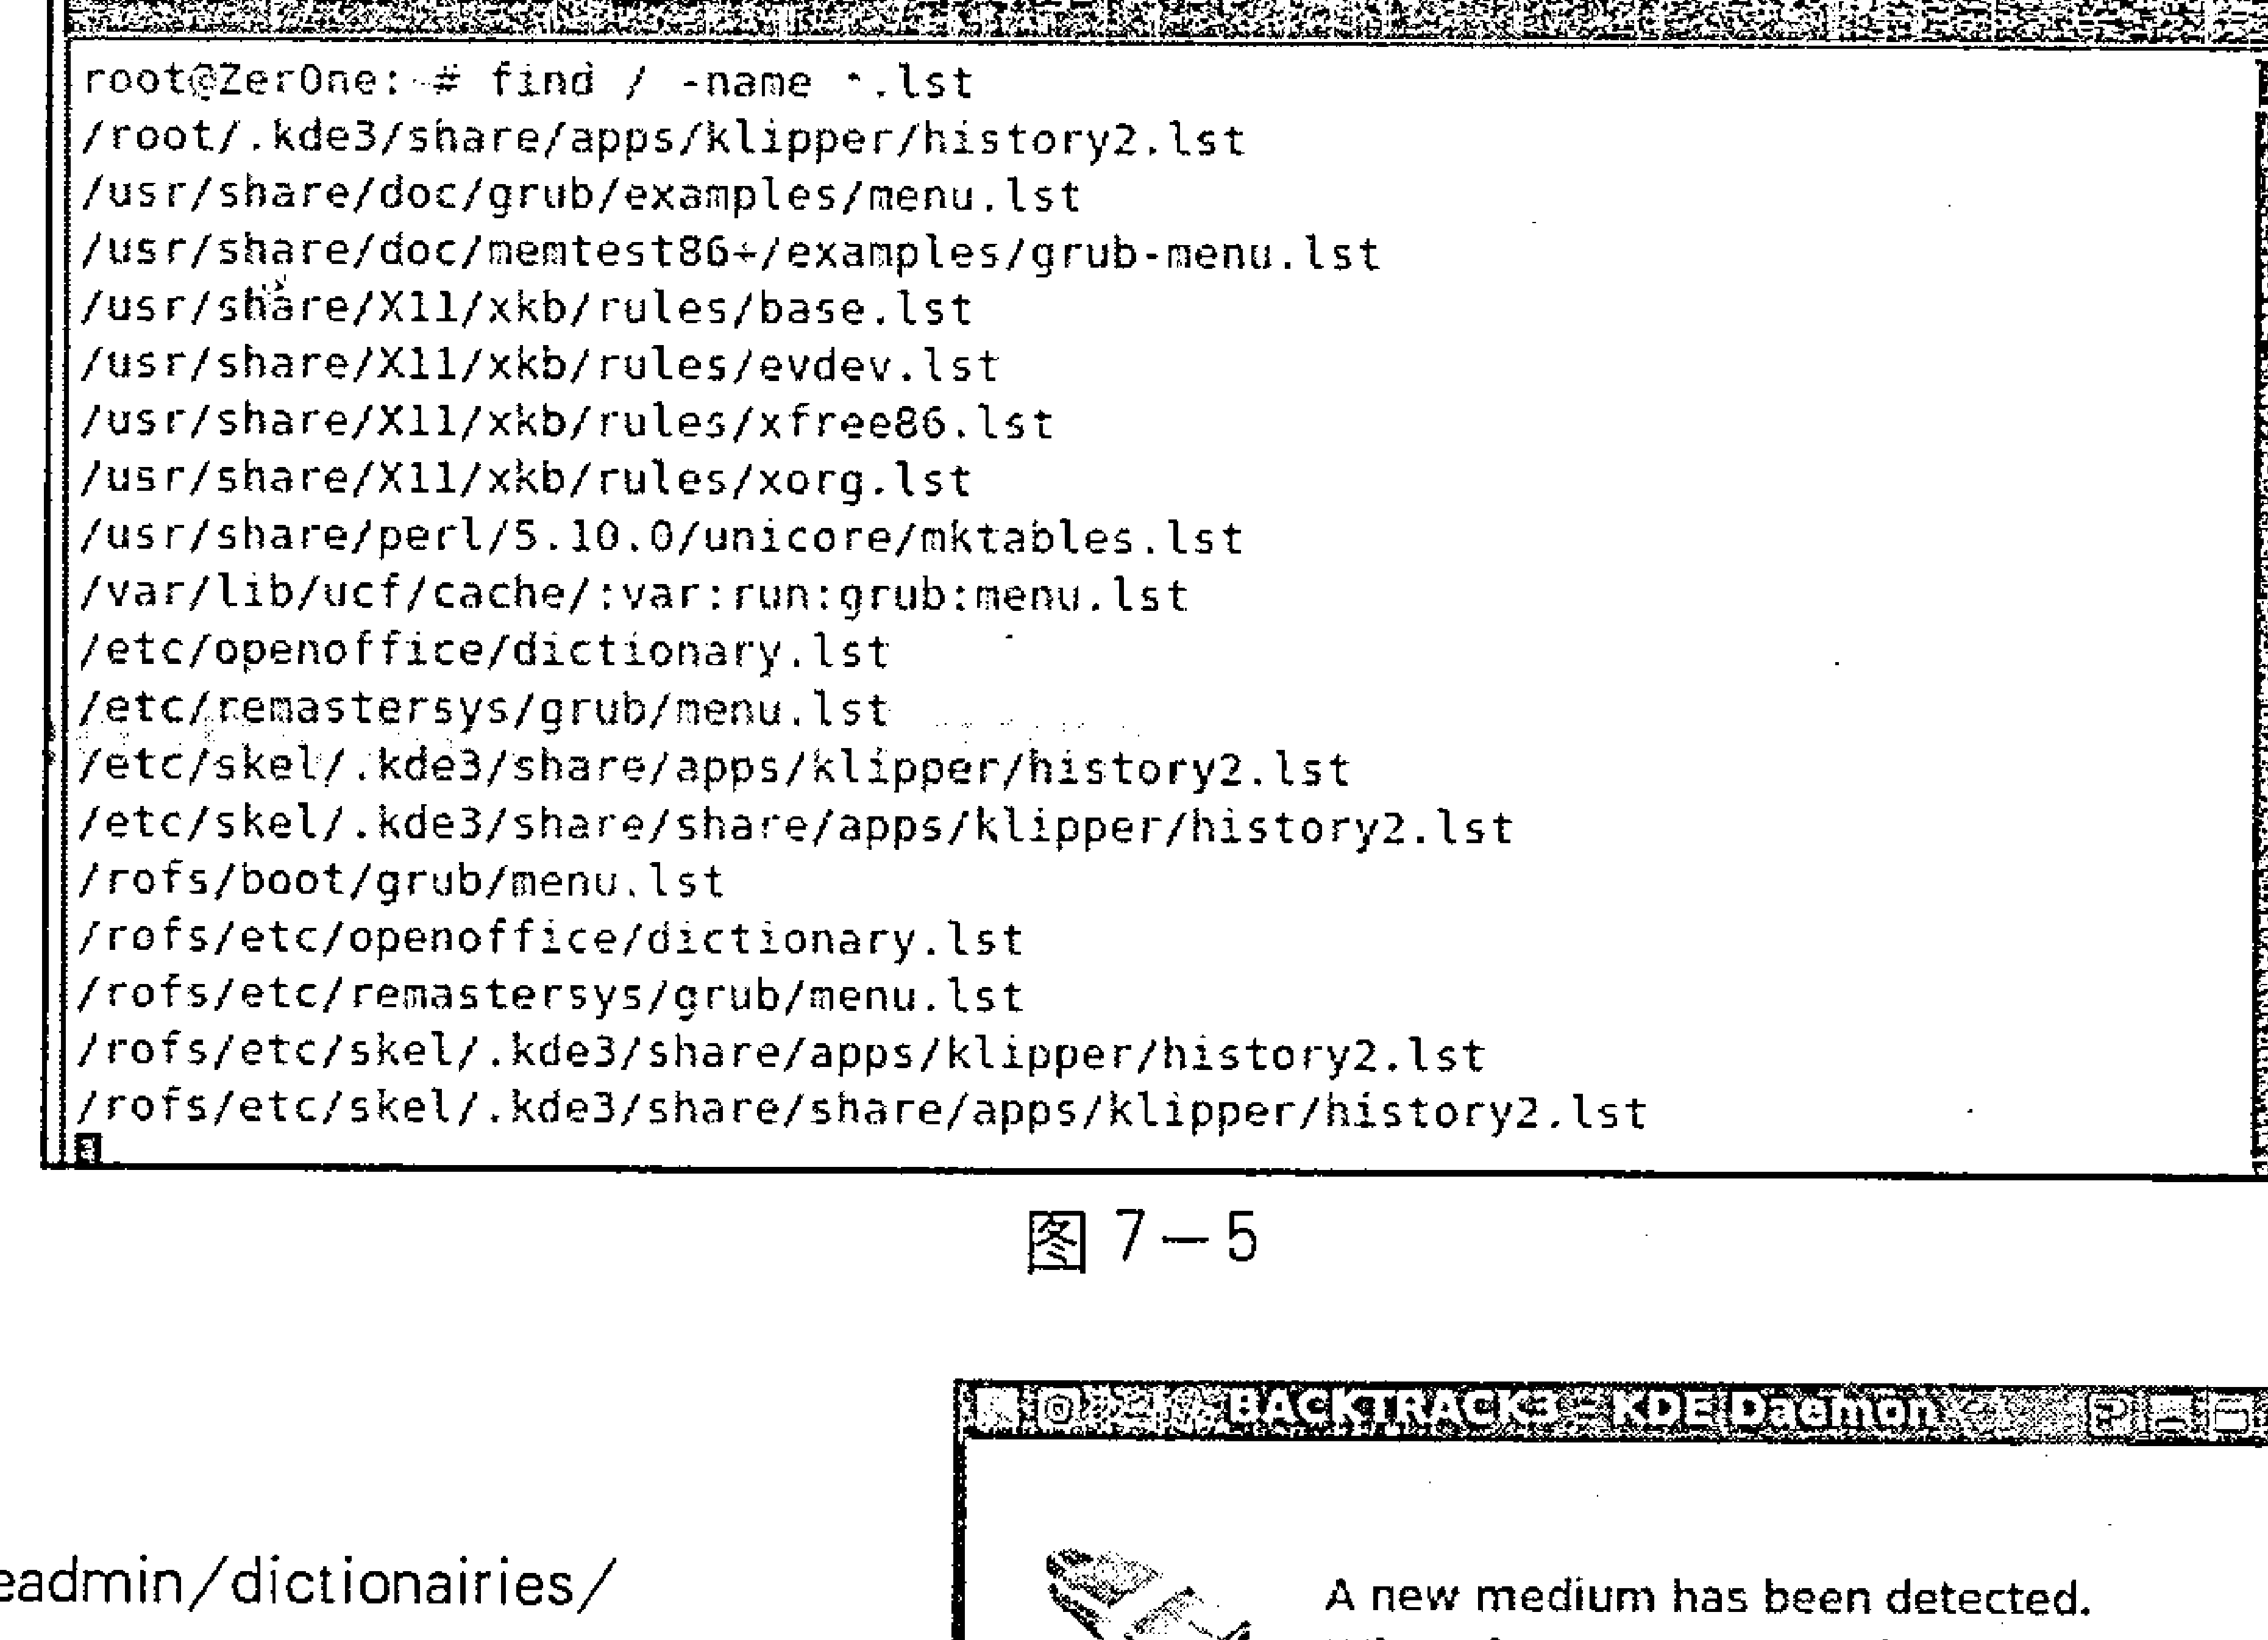 root@ZerOne:~# find / -name *.lst
/root/.kde3/share/apps/klipper/history2.lst
/usr/share/doc/grub/examples/menu.lst
/usr/share/doc/memtest86+/examples/grub-menu.lst
/usr/share/X11/xkb/rules/base.lst
/usr/share/X11/xkb/rules/evdev.lst
/usr/share/X11/xkb/rules/xfree86.lst
/usr/share/X11/xkb/rules/xorg.lst
/usr/share/perl/5.10.0/unicore/mktables.lst
/var/lib/ucf/cache/:var:run:grub:menu.lst
/etc/openoffice/dictionary.lst
/etc/remastersys/grub/menu.lst
/etc/skel/.kde3/share/apps/klipper/history2.lst
/etc/skel/.kde3/share/share/apps/klipper/history2.lst
/rofs/boot/grub/menu.lst
/rofs/etc/openoffice/dictionary.lst
/rofs/etc/remastersys/grub/menu.lst
/rofs/etc/skel/.kde3/share/apps/klipper/history2.lst
/rofs/etc/skel/.kde3/share/share/apps/klipper/history2.lst
图 7-5
BACKTRACK3 - KDE Daemon
eadmin/dictionairies/
A new medium has been detected.